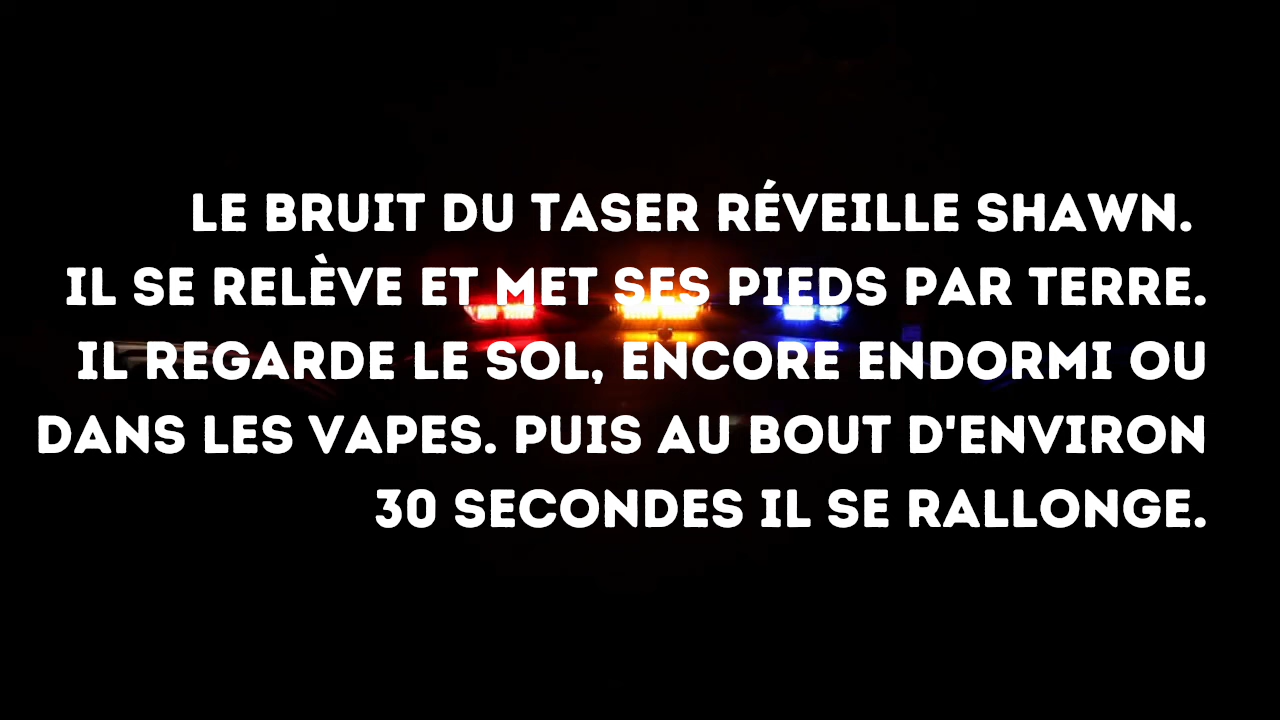 LE BRUIT DU TASER RÉVEILLE SHAWN.
IL SE RELÈVE ET MET SES PIEDS PAR TERRE.
IL REGARDE LE SOL, ENCORE ENDORMI OU
DANS LES VAPES. PUIS AU BOUT D'ENVIRON
30 SECONDES IL SE RALLONGE.